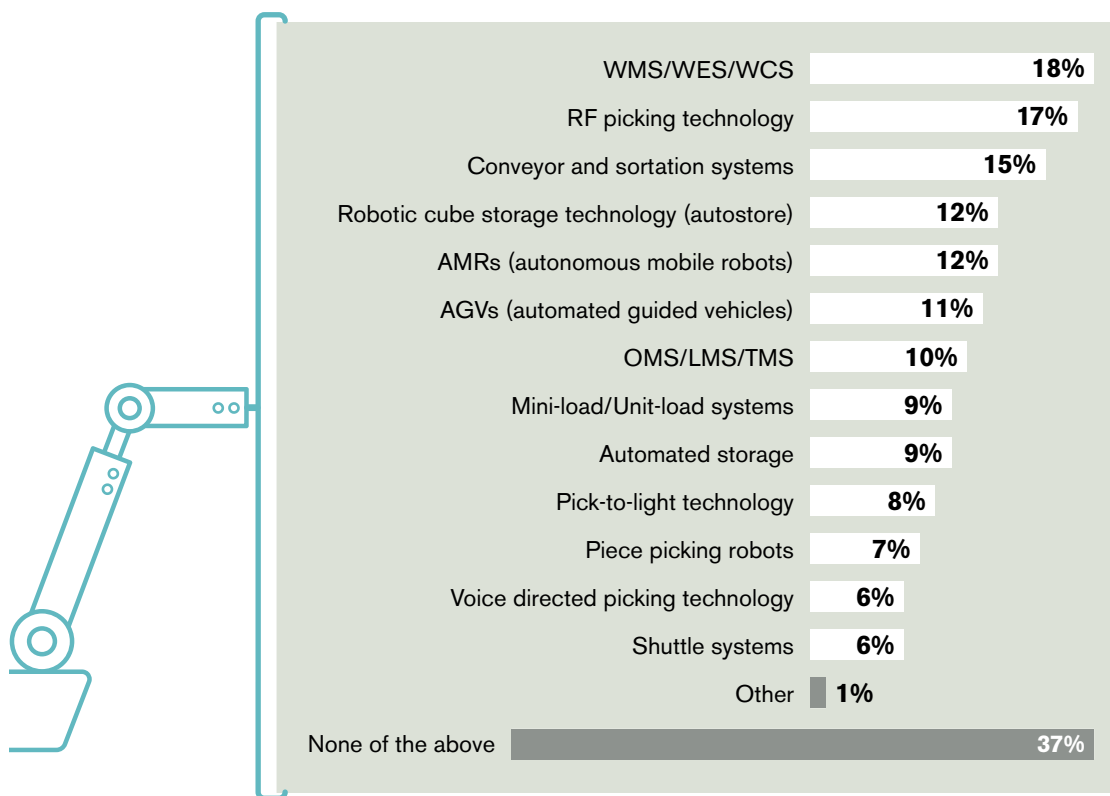 WMS/WES/WCS 18%
RF picking technology 17%
Conveyor and sortation systems 15%
Robotic cube storage technology (autostore) 12%
AMRs (autonomous mobile robots) 12%
AGVs (automated guided vehicles) 11%
OMS/LMS/TMS 10%
Mini-load/Unit-load systems 9%
Automated storage 9%
Pick-to-light technology 8%
Piece picking robots 7%
Voice directed picking technology 6%
Shuttle systems 6%
Other 1%
None of the above 37%